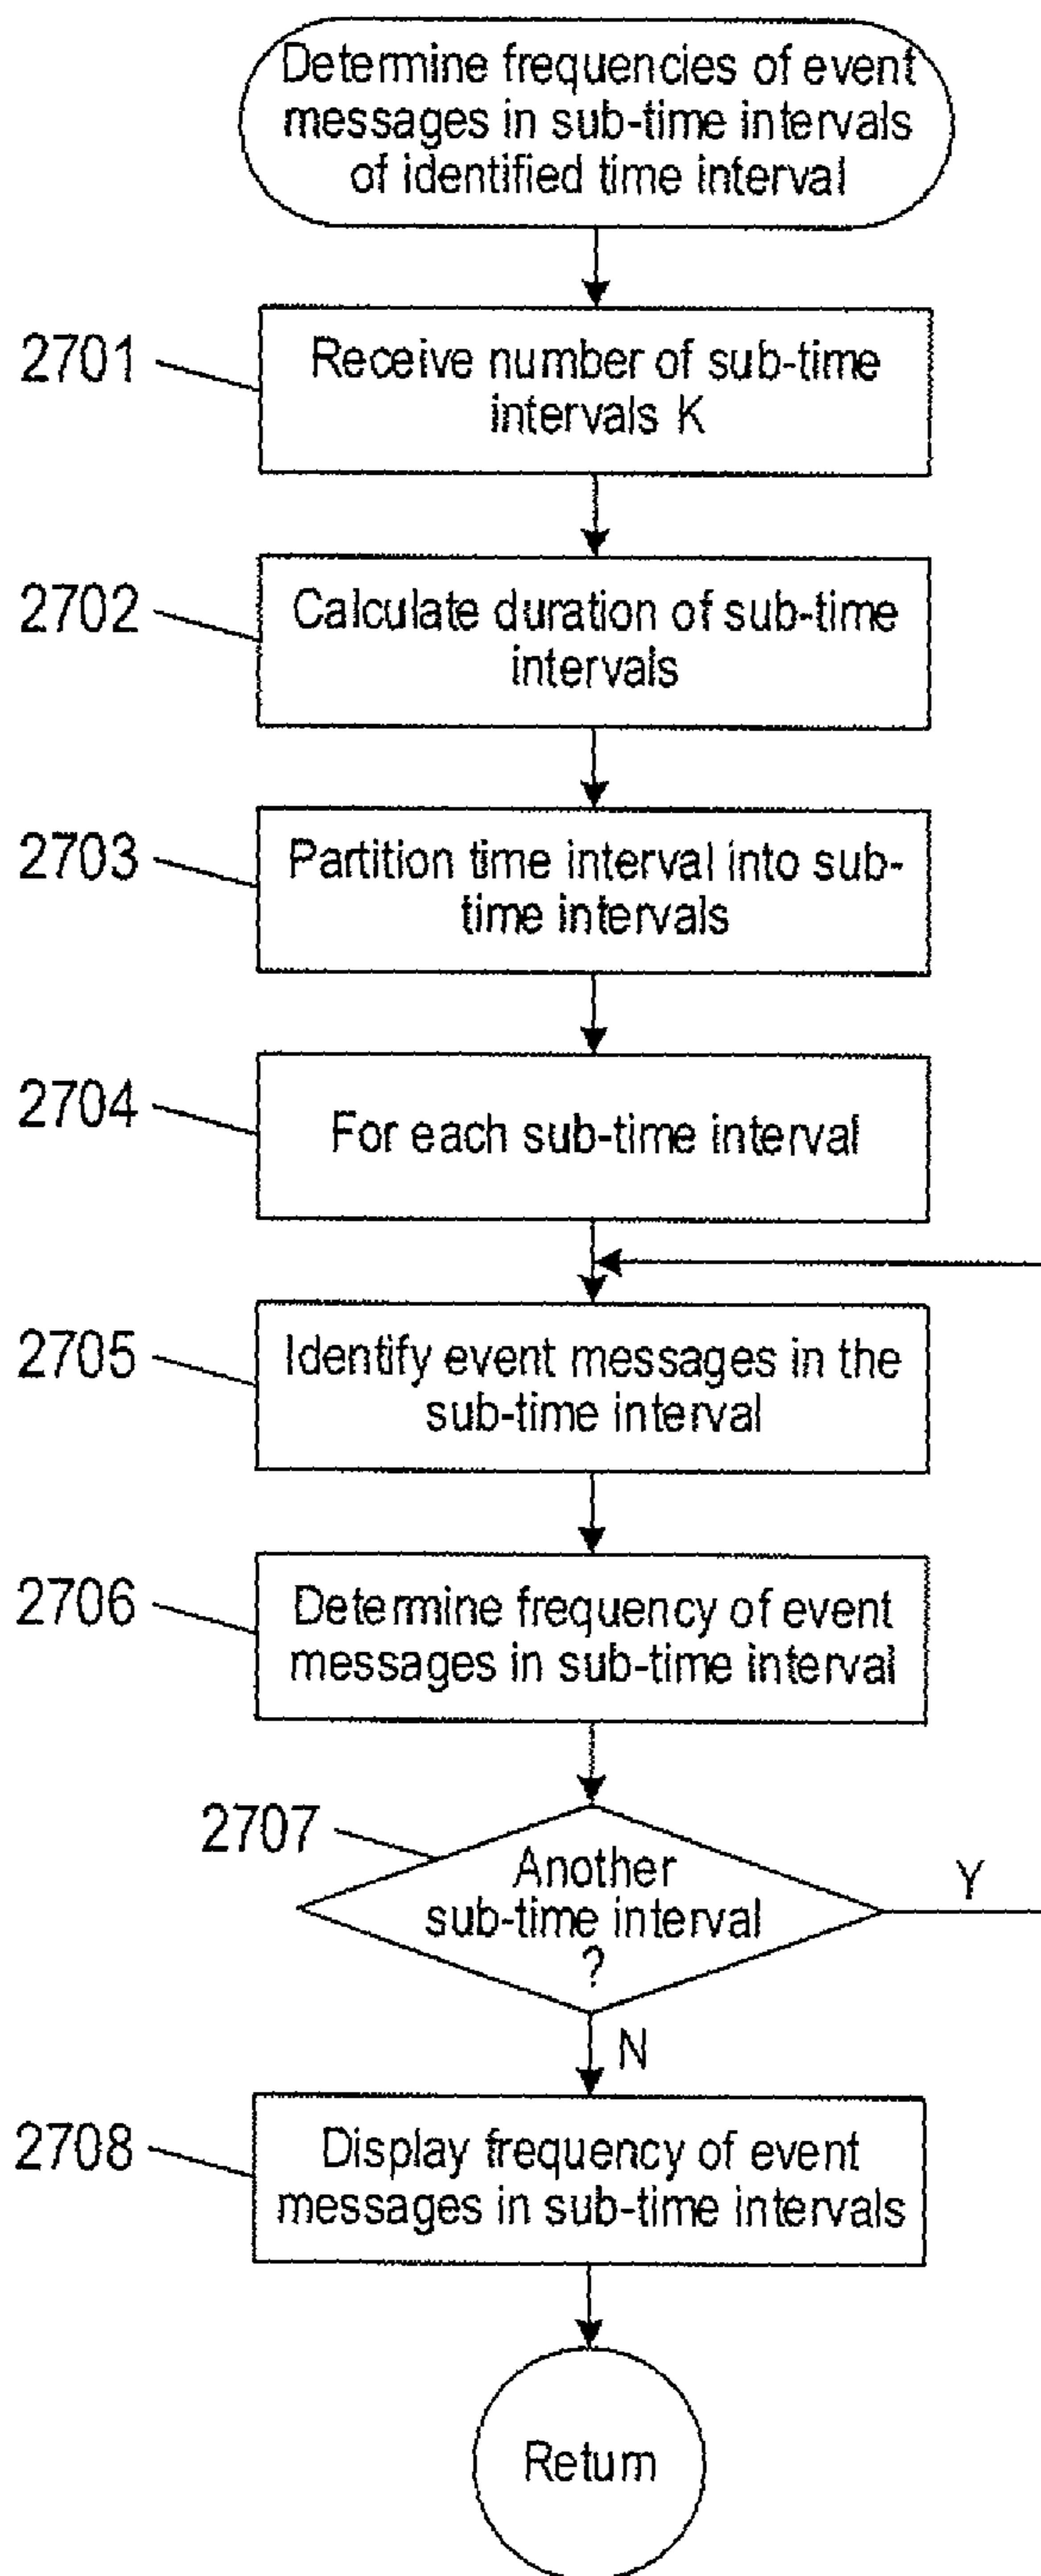 Determine frequencies of event
messages in sub-time intervals
of identified time interval
2701
Receive number of sub-time
intervals K
2702
Calculate duration of sub-time
intervals
2703
Partition time interval into sub-
time intervals
2704
For each sub-time interval
2705
Identify event messages in the
sub-time interval
2706
Determine frequency of event
messages in sub-time interval
2707
Another
sub-time interval
?
Y
N
2708
Display frequency of event
messages in sub-time intervals
Return